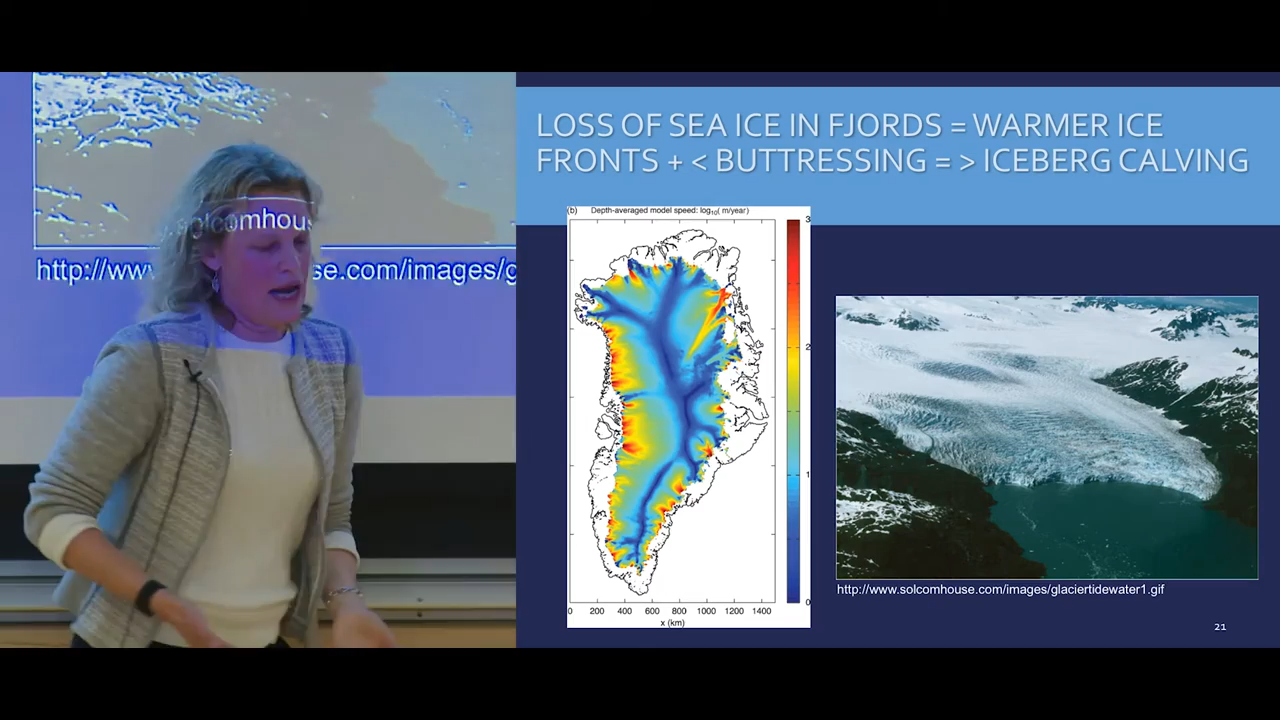 solcomhous
http://www
se.com/images/g
LOSS OF SEA ICE IN FJORDS = WARMER ICE
FRONTS + < BUTTRESSING = > ICEBERG CALVING
(b) Depth-averaged model speed: log10( m/year)
3
2
1
0
0 200 400 600 800 1000 1200 1400
x (km)
http://www.solcomhouse.com/images/glaciertidewater1.gif
21